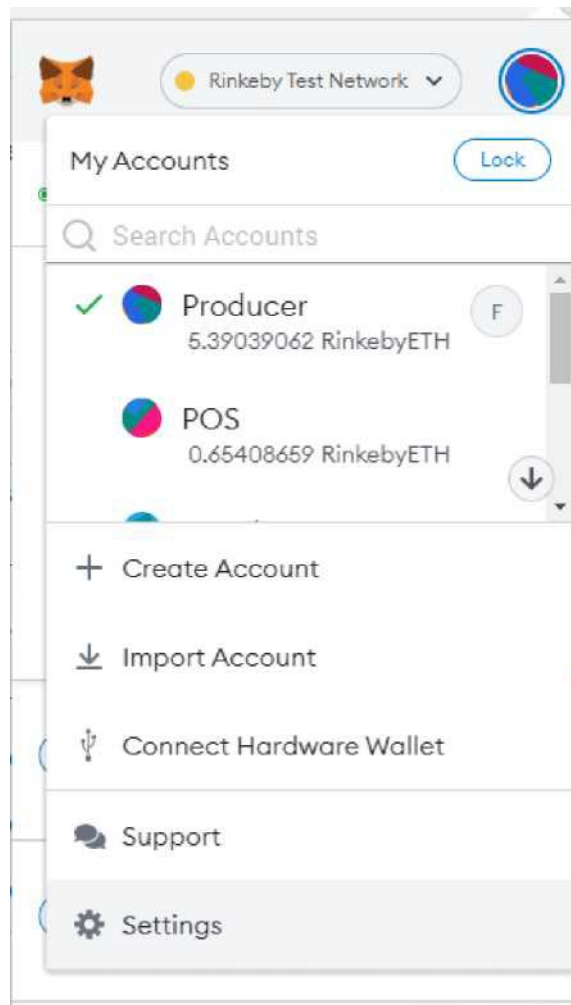 Rinkeby Test Network
My Accounts
Lock
Search Accounts
Producer
F
5.39039062 RinkebyETH
POS
0.65408659 RinkebyETH
Create Account
Import Account
Connect Hardware Wallet
Support
Settings